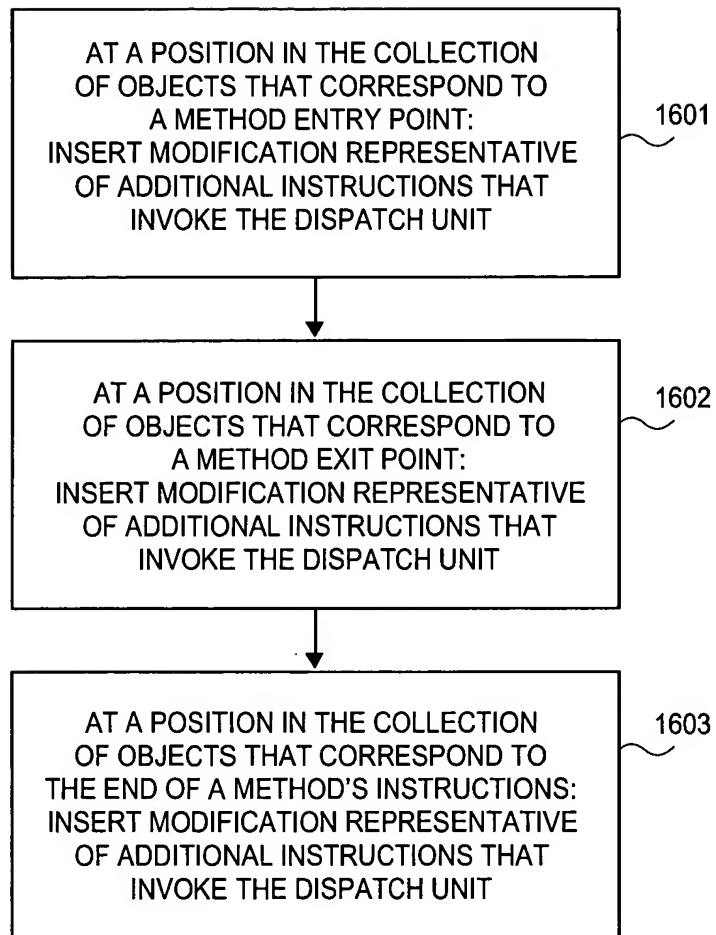 AT A POSITION IN THE COLLECTION
OF OBJECTS THAT CORRESPOND TO
A METHOD ENTRY POINT:
INSERT MODIFICATION REPRESENTATIVE
OF ADDITIONAL INSTRUCTIONS THAT
INVOKE THE DISPATCH UNIT
1601
AT A POSITION IN THE COLLECTION
OF OBJECTS THAT CORRESPOND TO
A METHOD EXIT POINT:
INSERT MODIFICATION REPRESENTATIVE
OF ADDITIONAL INSTRUCTIONS THAT
INVOKE THE DISPATCH UNIT
1602
AT A POSITION IN THE COLLECTION
OF OBJECTS THAT CORRESPOND TO
THE END OF A METHOD'S INSTRUCTIONS:
INSERT MODIFICATION REPRESENTATIVE
OF ADDITIONAL INSTRUCTIONS THAT
INVOKE THE DISPATCH UNIT
1603